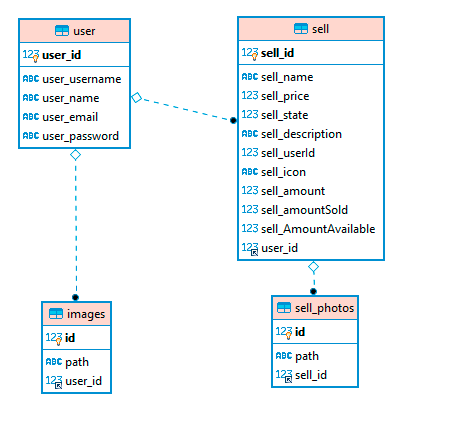 user
123 user_id
ABC user_username
ABC user_name
ABC user_email
ABC user_password
sell
123 sell_id
ABC sell_name
123 sell_price
123 sell_state
ABC sell_description
123 sell_userId
ABC sell_icon
123 sell_amount
123 sell_amountSold
123 sell_AmountAvailable
123 user_id
images
123 id
ABC path
123 user_id
sell_photos
123 id
ABC path
123 sell_id